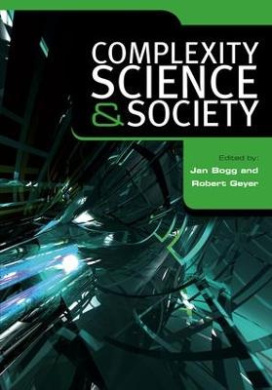 COMPLEXITY
SCIENCE
& SOCIETY
Edited by:
Jan Bogg and
Robert Geyer